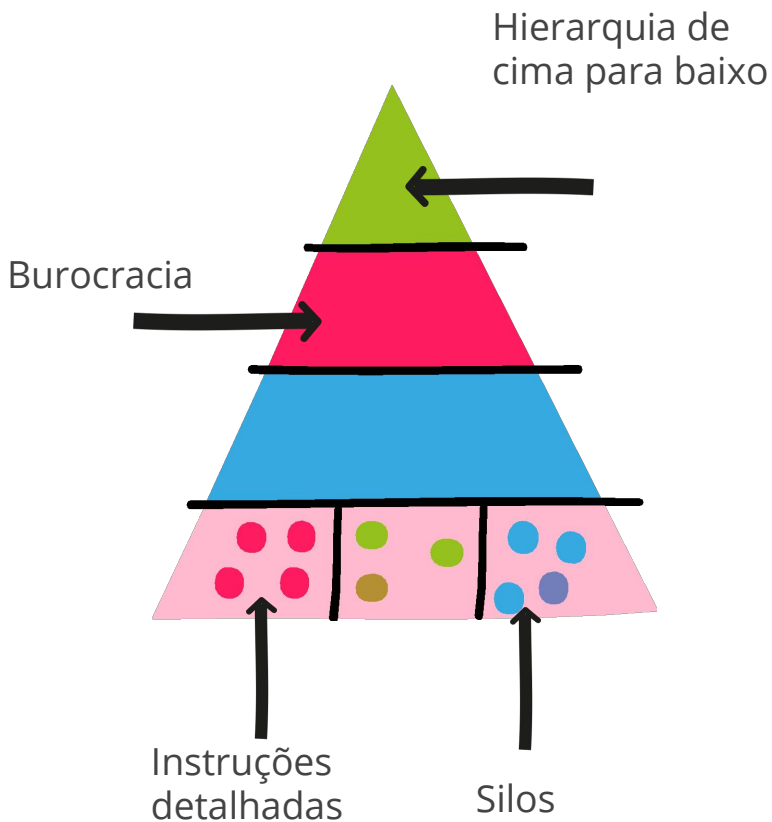 Hierarquia de
cima para baixo
Burocracia
Instruções
detalhadas
Silos